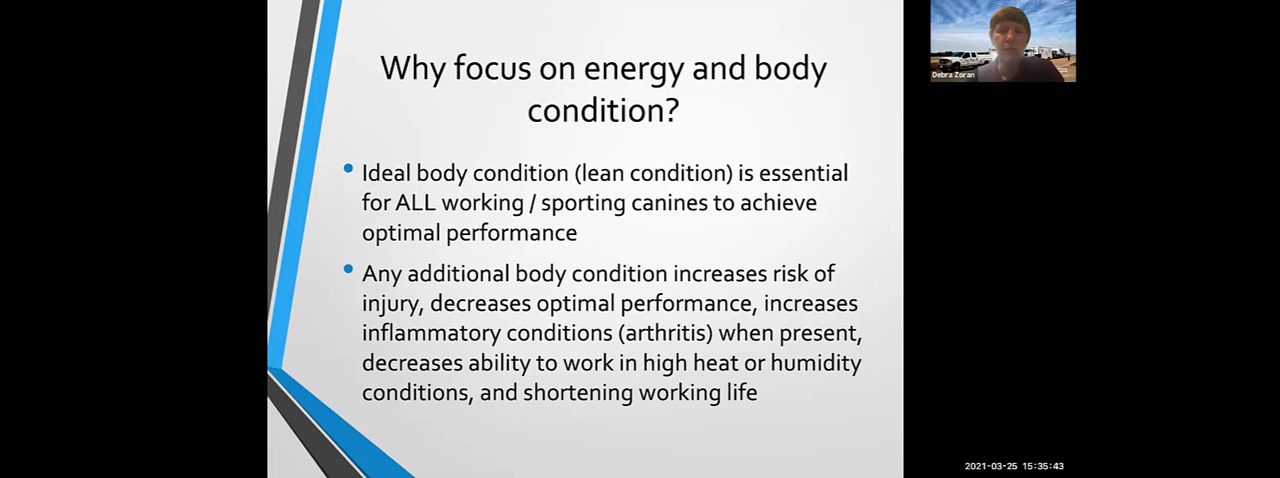 Why focus on energy and body
condition?
• Ideal body condition (lean condition) is essential
for ALL working / sporting canines to achieve
optimal performance
• Any additional body condition increases risk of
injury, decreases optimal performance, increases
inflammatory conditions (arthritis) when present,
decreases ability to work in high heat or humidity
conditions, and shortening working life
Debra Zoran
2021-03-25 15:35:43